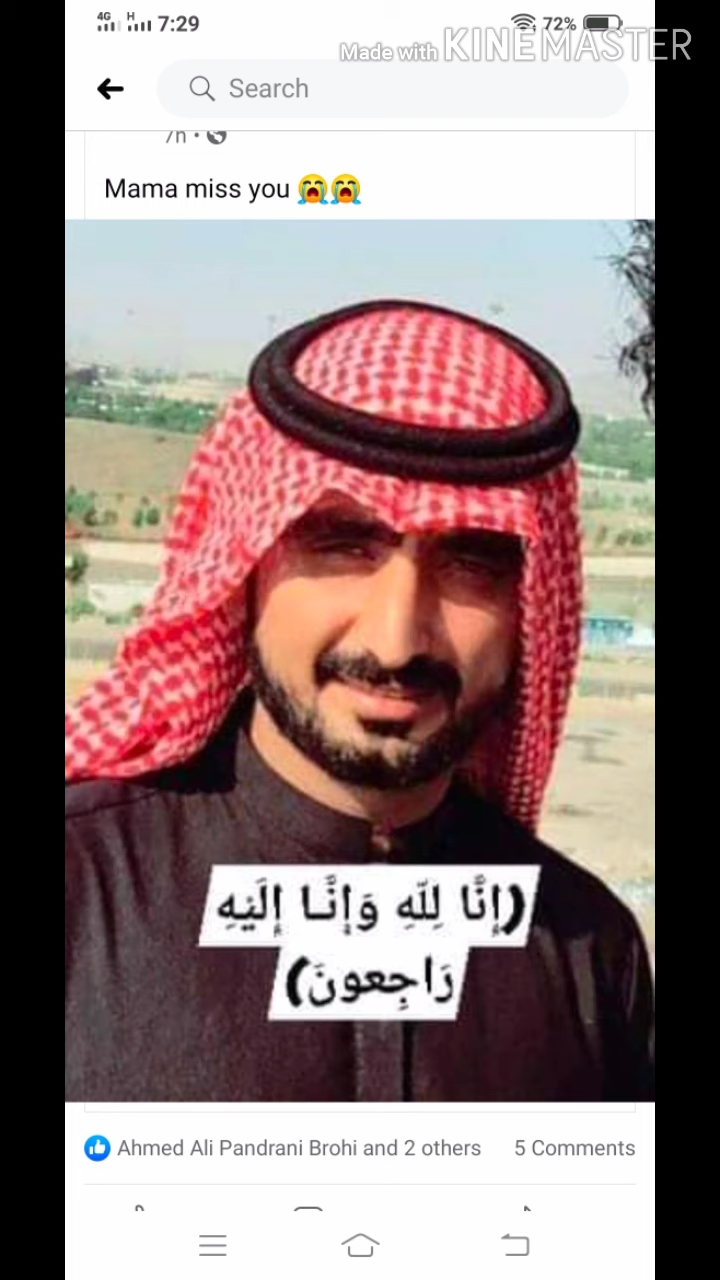 4G H 7:29 72%
Made with KINEMASTER
Search
7h
Mama miss you 😭😭
(إِنَّا لِلّهِ وَإِنَّـا إِلَيْهِ
رَاجِعونَ)
Ahmed Ali Pandrani Brohi and 2 others 5 Comments